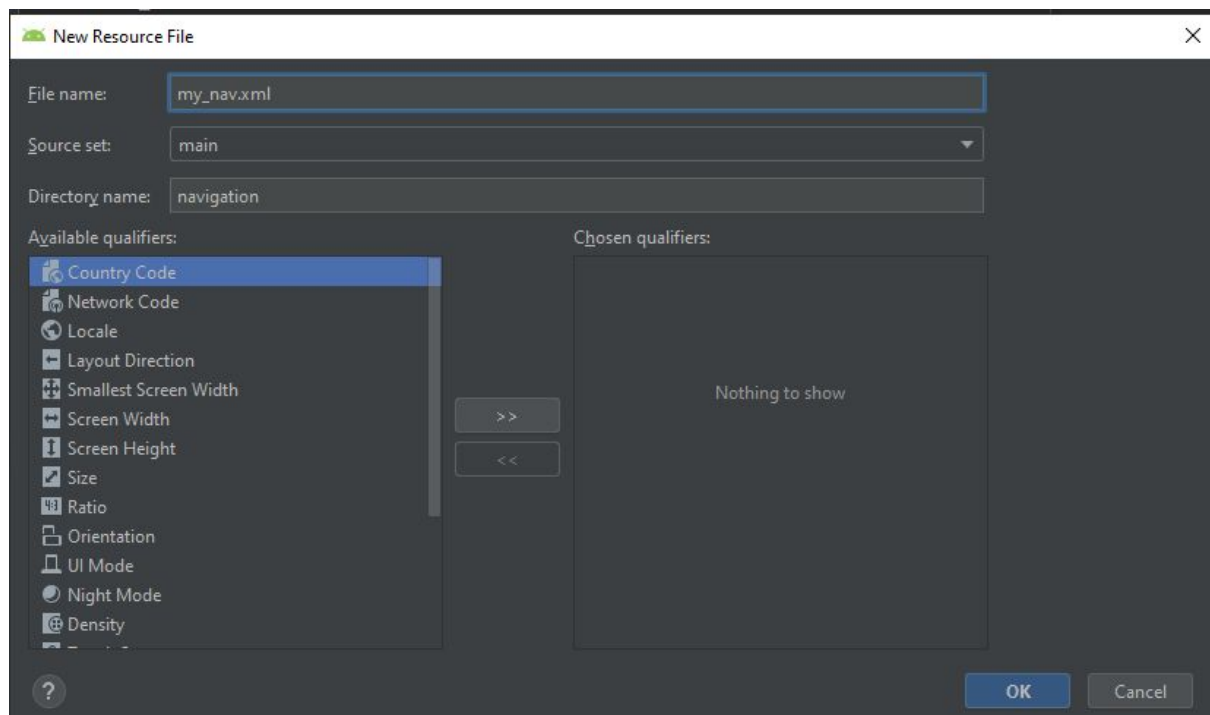 New Resource File
File name:
my_nav.xml
Source set:
main
Directory name:
navigation
Available qualifiers:
Chosen qualifiers:
Country Code
Network Code
Locale
Layout Direction
Smallest Screen Width
Screen Width
Screen Height
Size
Ratio
Orientation
UI Mode
Night Mode
Density
>>
<<
Nothing to show
?
OK
Cancel